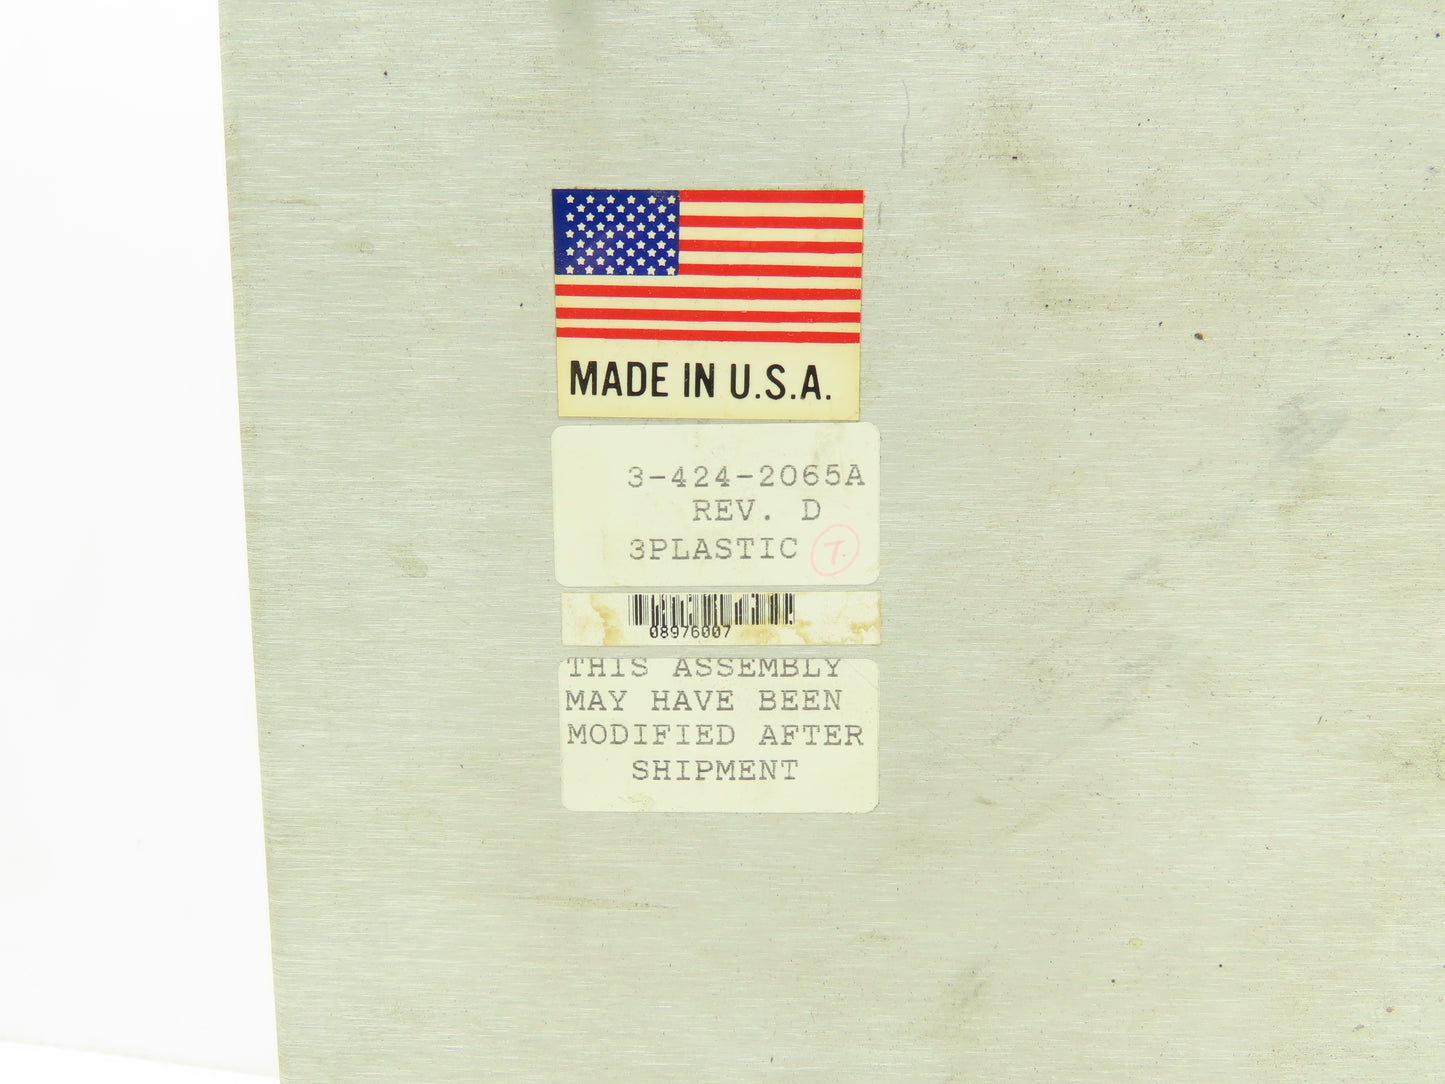 MADE IN U.S.A.
3-424-2065A
REV. D
3PLASTIC T.
08976007
THIS ASSEMBLY
MAY HAVE BEEN
MODIFIED AFTER
SHIPMENT